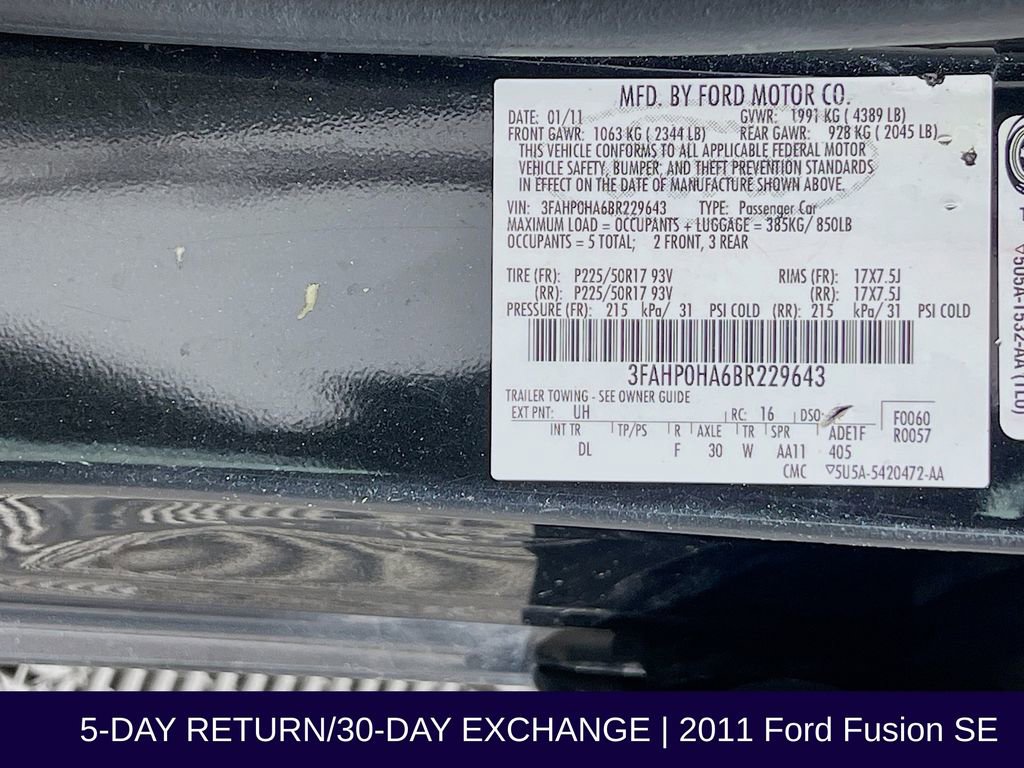 MFD. BY FORD MOTOR CO.
DATE: 01/11 GVWR: 1991 KG ( 4389 LB)
FRONT GAWR: 1063 KG ( 2344 LB) REAR GAWR: 928 KG ( 2045 LB)
THIS VEHICLE CONFORMS TO ALL APPLICABLE FEDERAL MOTOR
VEHICLE SAFETY, BUMPER, AND THEFT PREVENTION STANDARDS
IN EFFECT ON THE DATE OF MANUFACTURE SHOWN ABOVE.
VIN: 3FAHP0HA6BR229643 TYPE: Passenger Car
MAXIMUM LOAD = OCCUPANTS + LUGGAGE = 385KG/ 850LB
OCCUPANTS = 5 TOTAL; 2 FRONT, 3 REAR
TIRE (FR): P225/50R17 93V RIMS (FR): 17X7.5J
(RR): P225/50R17 93V (RR): 17X7.5J
PRESSURE (FR): 215 kPa/ 31 PSI COLD (RR): 215 kPa/ 31 PSI COLD
3FAHP0HA6BR229643
TRAILER TOWING - SEE OWNER GUIDE
EXT PNT: UH RC: 16 DSO: F0060
INT TR TP/PS R AXLE TR SPR ADE1F R0057
DL F 30 W AA11 405
CMC ▽5U5A-5420472-AA
▽5U5A-1532-AA (TLO)
5-DAY RETURN/30-DAY EXCHANGE | 2011 Ford Fusion SE